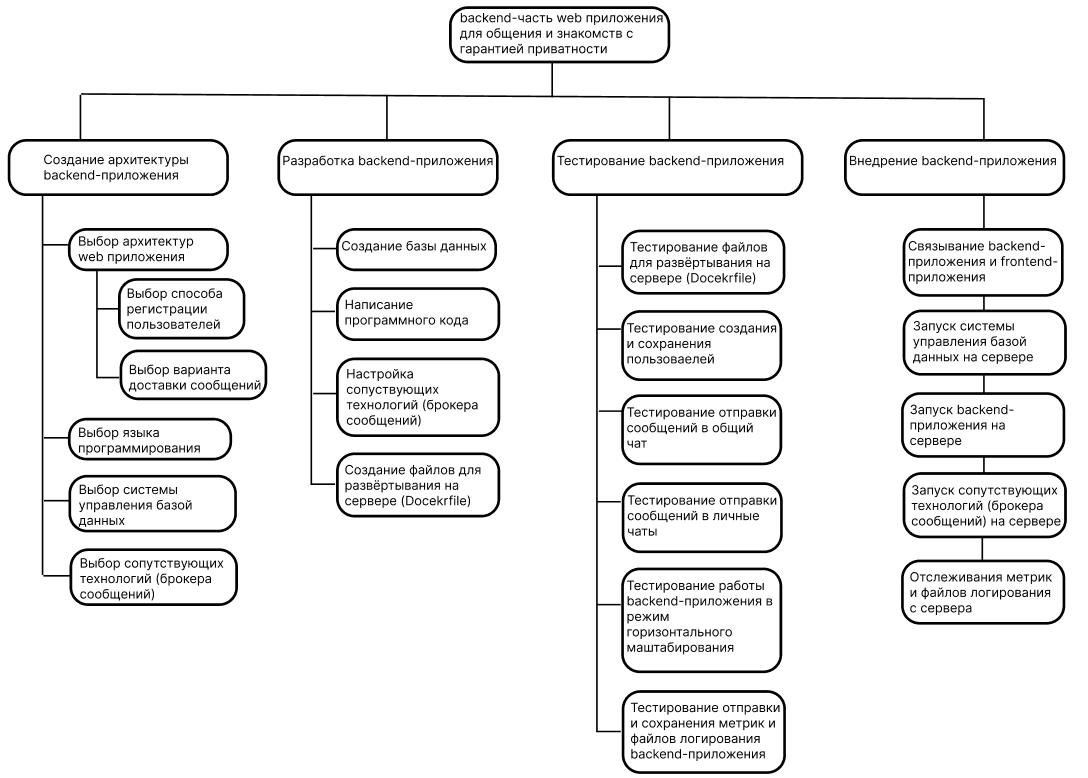 backend-часть web приложения
для общения и знакомств с
гарантией приватности
Создание архитектуры
backend-приложения
Выбор архитектур
web приложения
Выбор способа
регистрации
пользователей
Выбор варианта
доставки сообщений
Выбор языка
программирования
Выбор системы
управления базой
данных
Выбор сопутствующих
технологий (брокера
сообщений)
Разработка backend-приложения
Создание базы данных
Написание
программного кода
Настройка
сопуствующих
технологий (брокера
сообщений)
Создание файлов для
развёртывания на
сервере (Docekrfile)
Тестирование backend-приложения
Тестирование файлов
для развёртывания на
сервере (Docekrfile)
Тестирование создания
и сохранения
пользоваелей
Тестирование отправки
сообщений в общий
чат
Тестирование отправки
сообщений в личные
чаты
Тестирование работы
backend-приложения в
режим
горизонтального
маштабирования
Тестирование отправки
и сохранения метрик и
файлов логирования
backend-приложения
Внедрение backend-приложения
Связывание backend-
приложения и frontend-
приложения
Запуск системы
управления базой
данных на сервере
Запуск backend-
приложения на
сервере
Запуск сопутствующих
технологий (брокера
сообщений) на сервере
Отслеживания метрик
и файлов логирования
с сервера